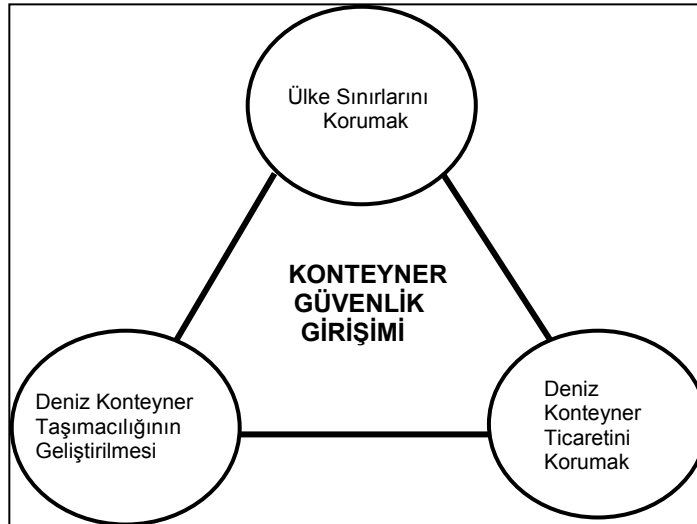 Ülke Sınırlarını
Korumak
KONTEYNER
GÜVENLİK
GİRİŞİMİ
Deniz Konteyner
Taşımacılığının
Geliştirilmesi
Deniz
Konteyner
Ticaretini
Korumak